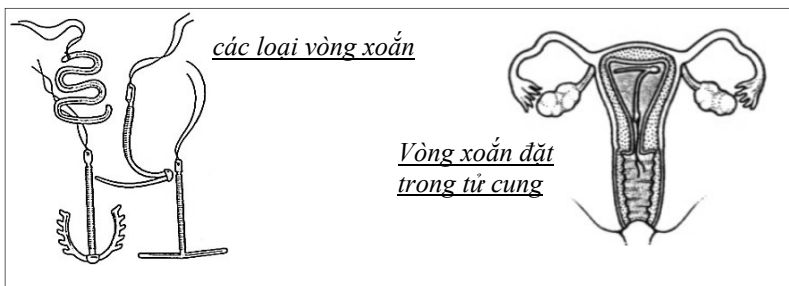 các loại vòng xoắn
Vòng xoắn đặt
trong tử cung